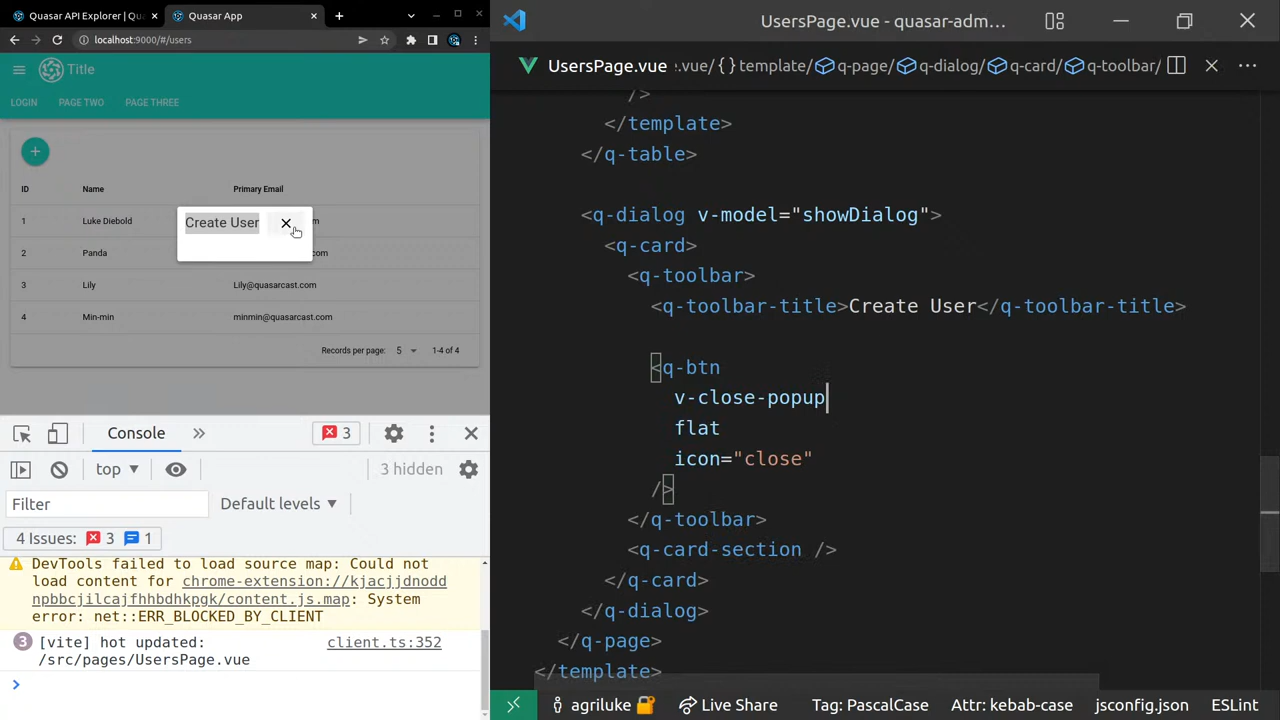 Quasar API Explorer | Qu
Quasar App
localhost:9000/#/users
Title
LOGIN
PAGE TWO
PAGE THREE
ID
Name
Primary Email
1
Luke Diebold
m
2
Panda
.com
3
Lily
Lily@quasarcast.com
4
Min-min
minmin@quasarcast.com
Create User
Records per page:
5
1-4 of 4
Console
3
top
3 hidden
Filter
Default levels
4 Issues:
3
1
DevTools failed to load source map: Could not
load content for chrome-extension://kjacjjdnodd
npbbcjilcajfhhbdhkpgk/content.js.map: System
error: net::ERR_BLOCKED_BY_CLIENT
3
[vite] hot updated:
client.ts:352
/src/pages/UsersPage.vue
UsersPage.vue - quasar-adm...
UsersPage.vue
.vue/ {} template/ q-page/ q-dialog/ q-card/ q-toolbar/
/>
</template>
</q-table>
<q-dialog v-model="showDialog">
<q-card>
<q-toolbar>
<q-toolbar-title>Create User</q-toolbar-title>
<q-btn
v-close-popup
flat
icon="close"
/>
</q-toolbar>
<q-card-section />
</q-card>
</q-dialog>
</q-page>
</template>
agriluke
Live Share
Tag: PascalCase
Attr: kebab-case
jsconfig.json
ESLint